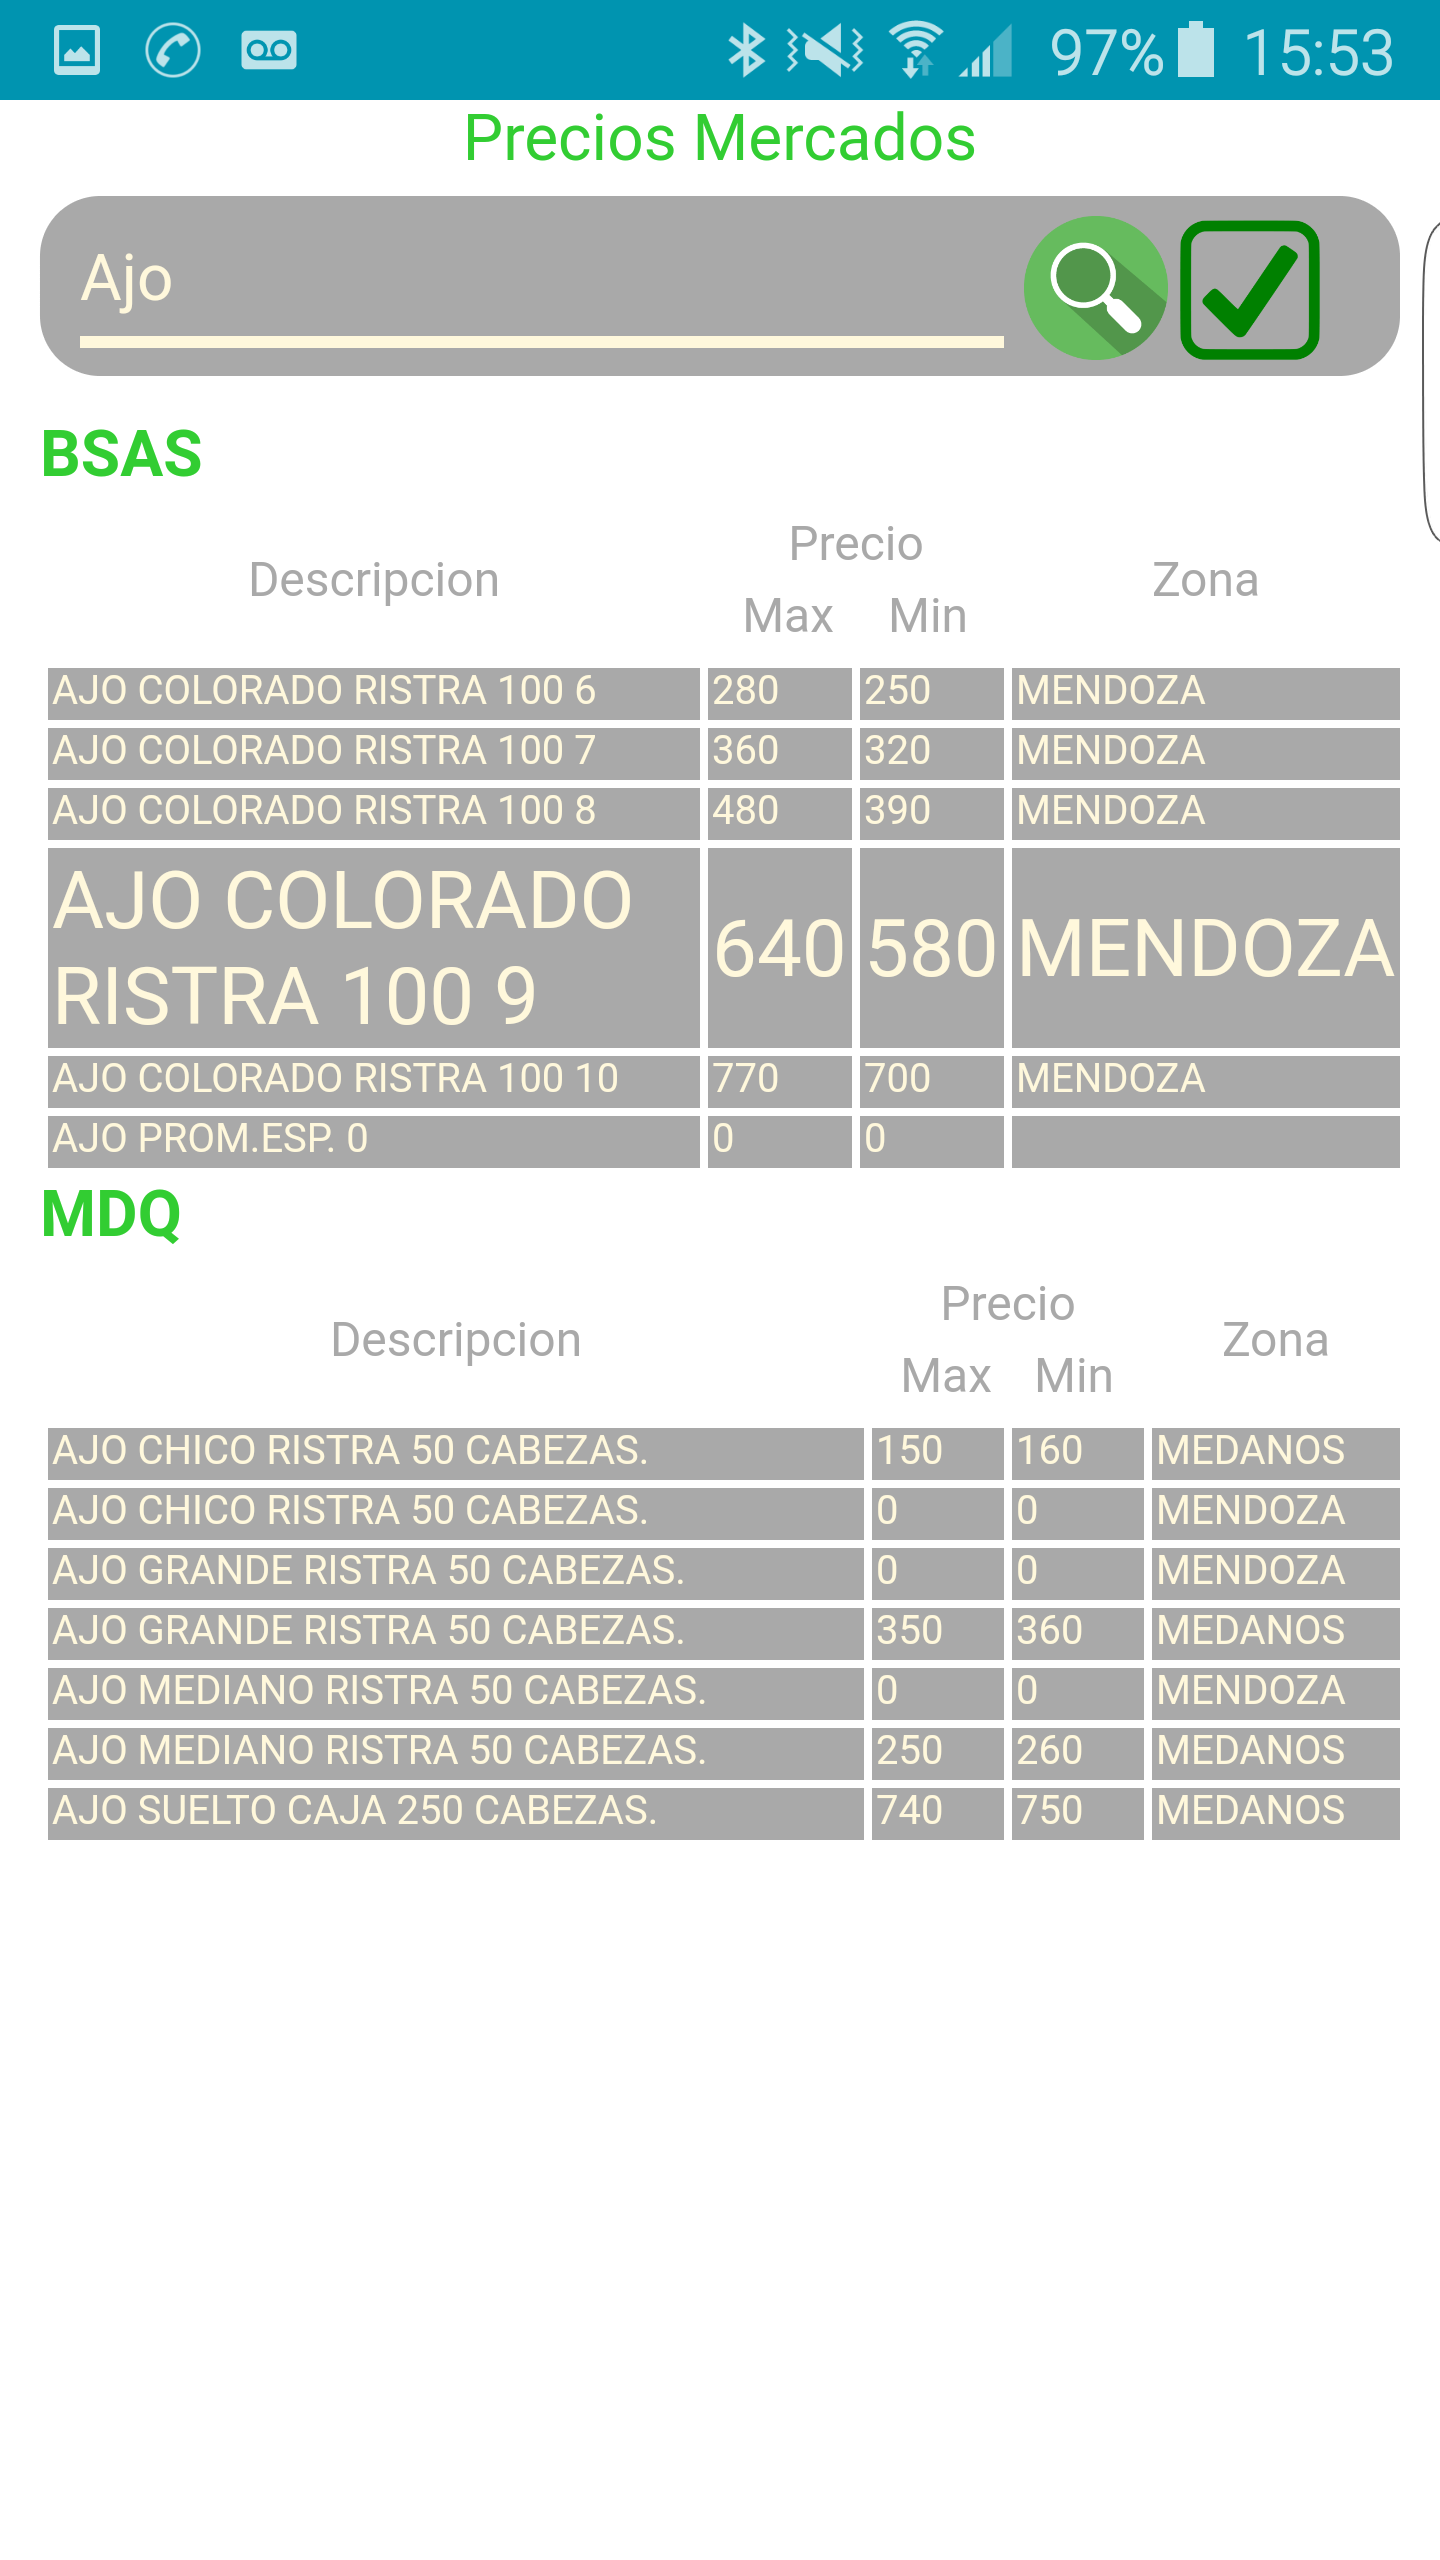 97% 15:53
Precios Mercados
Ajo
BSAS
Descripcion Precio Zona
Max Min
AJO COLORADO RISTRA 100 6 280 250 MENDOZA
AJO COLORADO RISTRA 100 7 360 320 MENDOZA
AJO COLORADO RISTRA 100 8 480 390 MENDOZA
AJO COLORADO
RISTRA 100 9 640 580 MENDOZA
AJO COLORADO RISTRA 100 10 770 700 MENDOZA
AJO PROM.ESP. 0 0 0
MDQ
Descripcion Precio Zona
Max Min
AJO CHICO RISTRA 50 CABEZAS. 150 160 MEDANOS
AJO CHICO RISTRA 50 CABEZAS. 0 0 MENDOZA
AJO GRANDE RISTRA 50 CABEZAS. 0 0 MENDOZA
AJO GRANDE RISTRA 50 CABEZAS. 350 360 MEDANOS
AJO MEDIANO RISTRA 50 CABEZAS. 0 0 MENDOZA
AJO MEDIANO RISTRA 50 CABEZAS. 250 260 MEDANOS
AJO SUELTO CAJA 250 CABEZAS. 740 750 MEDANOS